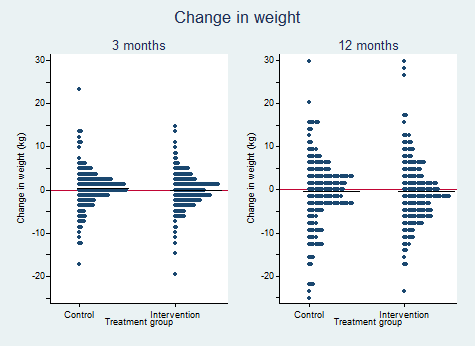 Change in weight
3 months
12 months
Change in weight (kg)
30
20
10
0
-10
-20
Control
Intervention
Treatment group
Change in weight (kg)
30
20
10
0
-10
-20
Control
Intervention
Treatment group